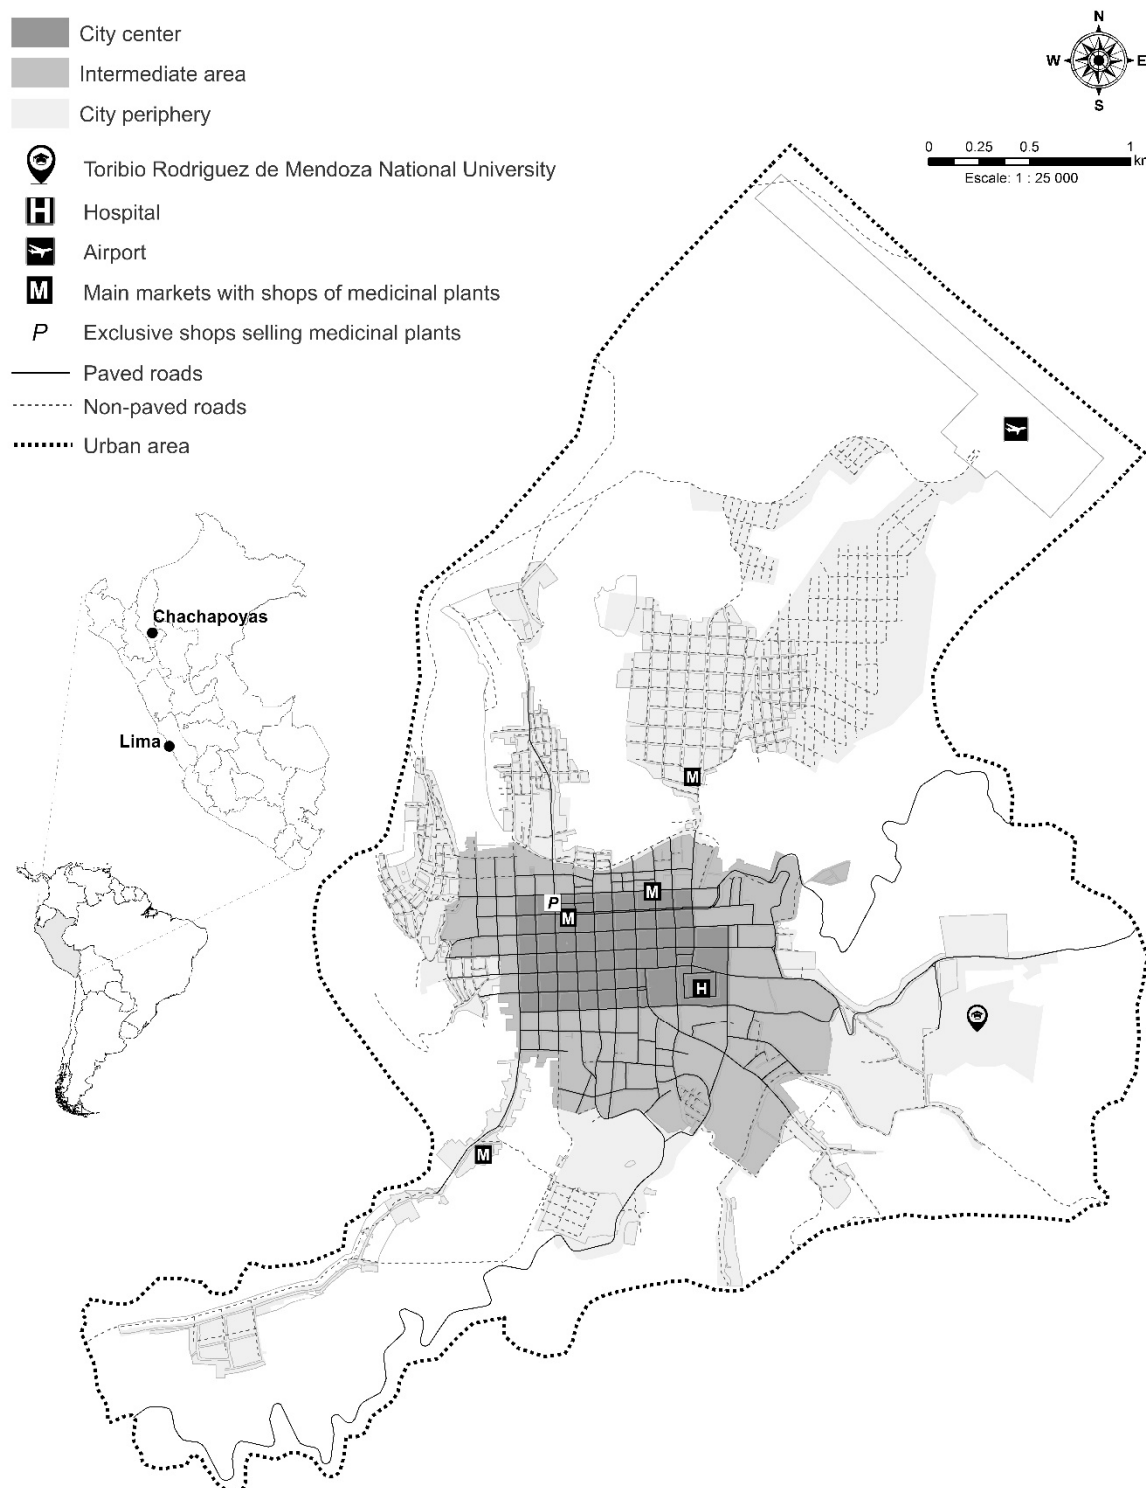 City center
Intermediate area
City periphery
Toribio Rodriguez de Mendoza National University
H Hospital
Airport
M Main markets with shops of medicinal plants
P Exclusive shops selling medicinal plants
Paved roads
Non-paved roads
Urban area
N
W E
S
0 0.25 0.5 1
km
Escale: 1 : 25 000
Chachapoyas
Lima
M
M
P
M
H
M